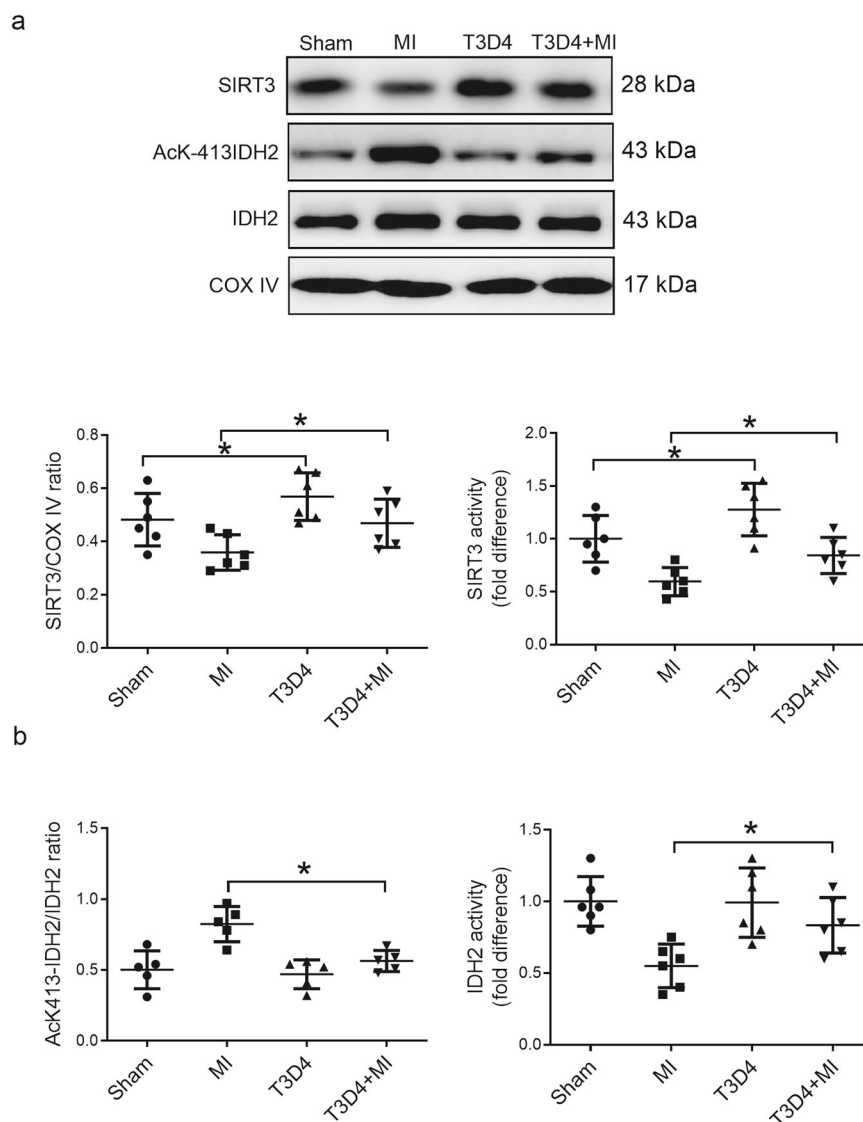 a
Sham MI T3D4 T3D4+MI
SIRT3 28 kDa
AcK-413IDH2 43 kDa
IDH2 43 kDa
COX IV 17 kDa
SIRT3/COX IV ratio
0.8
0.6
0.4
0.2
0.0
* *
Sham MI T3D4 T3D4+MI
SIRT3 activity
(fold difference)
2.0
1.5
1.0
0.5
0.0
* *
Sham MI T3D4 T3D4+MI
b
AcK413-IDH2/IDH2 ratio
1.5
1.0
0.5
0.0
*
Sham MI T3D4 T3D4+MI
IDH2 activity
(fold difference)
1.5
1.0
0.5
0.0
*
Sham MI T3D4 T3D4+MI